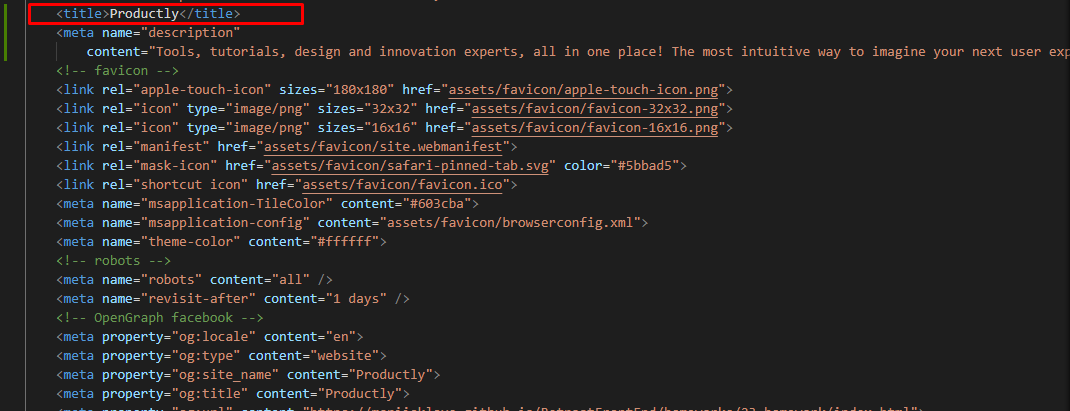 <title>Productly</title>
<meta name="description"
content="Tools, tutorials, design and innovation experts, all in one place! The most intuitive way to imagine your next user exp
<!-- favicon -->
<link rel="apple-touch-icon" sizes="180x180" href="assets/favicon/apple-touch-icon.png">
<link rel="icon" type="image/png" sizes="32x32" href="assets/favicon/favicon-32x32.png">
<link rel="icon" type="image/png" sizes="16x16" href="assets/favicon/favicon-16x16.png">
<link rel="manifest" href="assets/favicon/site.webmanifest">
<link rel="mask-icon" href="assets/favicon/safari-pinned-tab.svg" color="#5bbad5">
<link rel="shortcut icon" href="assets/favicon/favicon.ico">
<meta name="msapplication-TileColor" content="#603cba">
<meta name="msapplication-config" content="assets/favicon/browserconfig.xml">
<meta name="theme-color" content="#ffffff">
<!-- robots -->
<meta name="robots" content="all" />
<meta name="revisit-after" content="1 days" />
<!-- OpenGraph facebook -->
<meta property="og:locale" content="en">
<meta property="og:type" content="website">
<meta property="og:site_name" content="Productly">
<meta property="og:title" content="Productly">